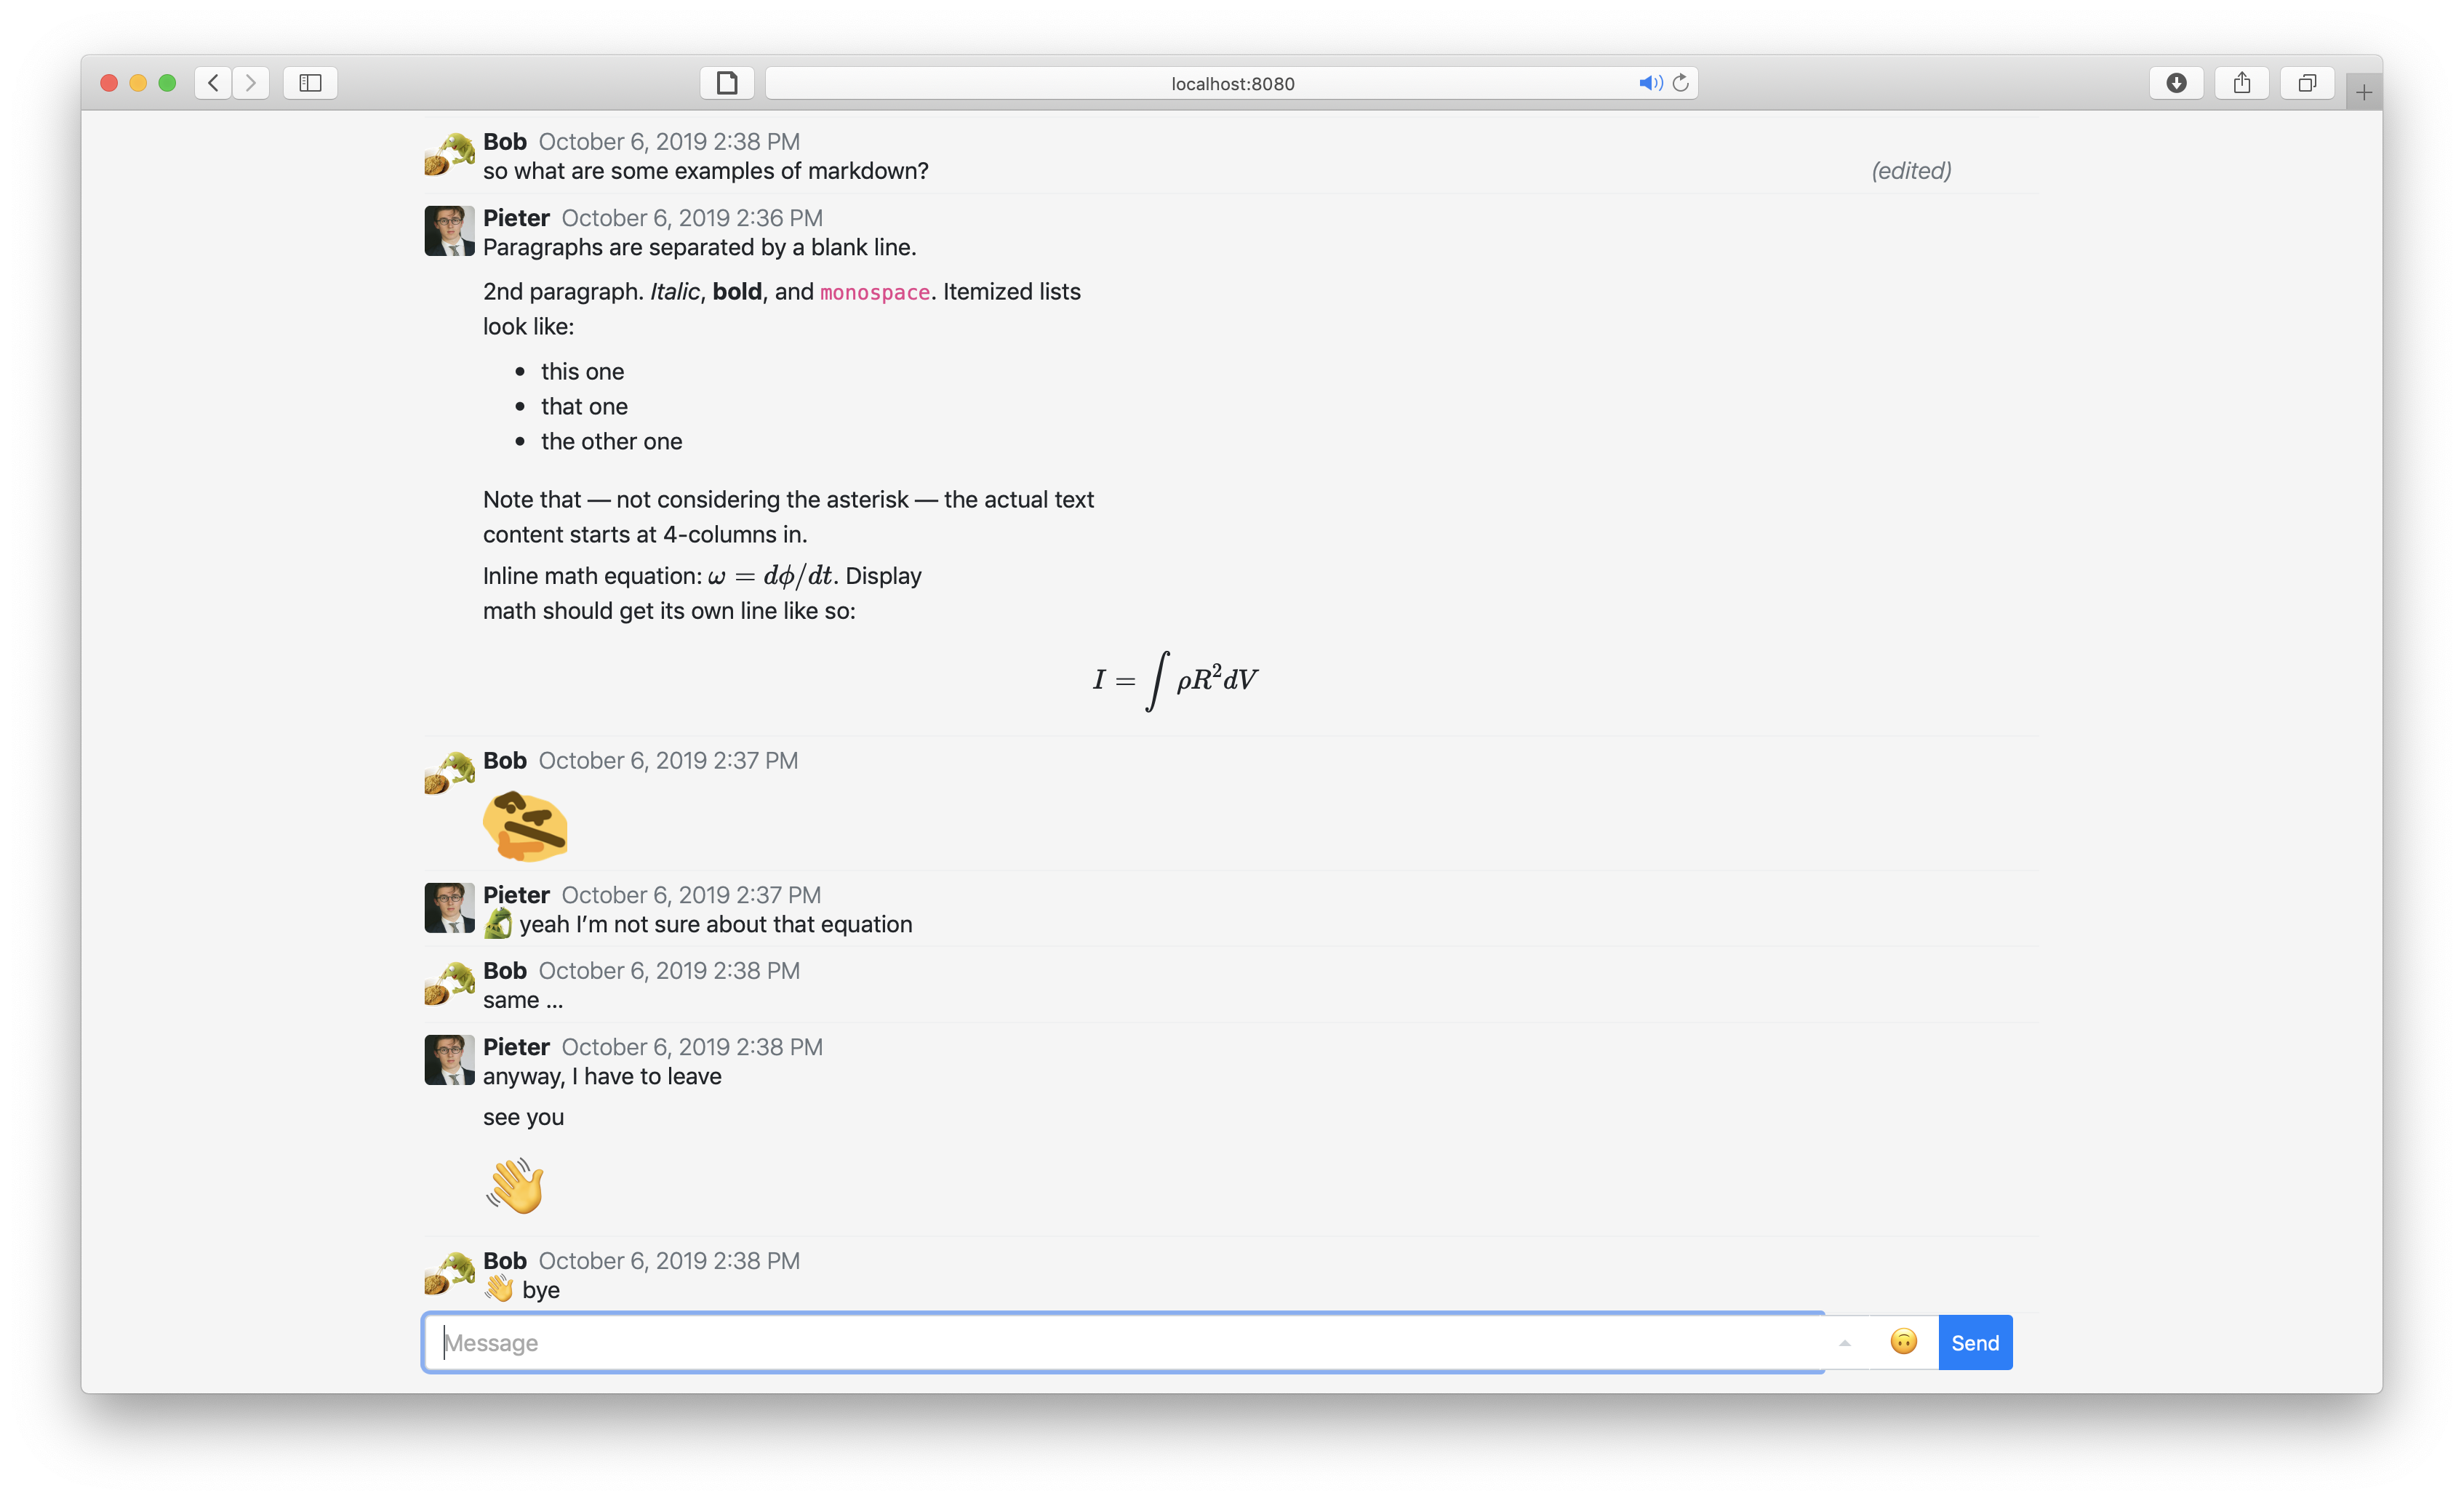 localhost:8080
Bob October 6, 2019 2:38 PM
so what are some examples of markdown?
(edited)
Pieter October 6, 2019 2:36 PM
Paragraphs are separated by a blank line.
2nd paragraph. Italic, bold, and monospace. Itemized lists
look like:
• this one
• that one
• the other one
Note that — not considering the asterisk — the actual text
content starts at 4-columns in.
Inline math equation: ω = dϕ/dt. Display
math should get its own line like so:
I = ∫ ρR²dV
Bob October 6, 2019 2:37 PM
Pieter October 6, 2019 2:37 PM
yeah I’m not sure about that equation
Bob October 6, 2019 2:38 PM
same ...
Pieter October 6, 2019 2:38 PM
anyway, I have to leave
see you
👋
Bob October 6, 2019 2:38 PM
👋 bye
Message
Send